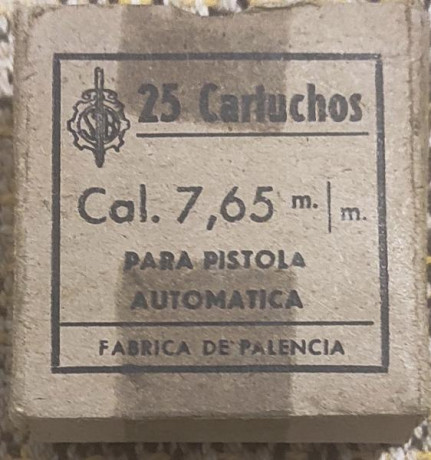 25 Cartuchos
Cal. 7,65 m.|m.
PARA PISTOLA
AUTOMATICA
FABRICA DE PALENCIA